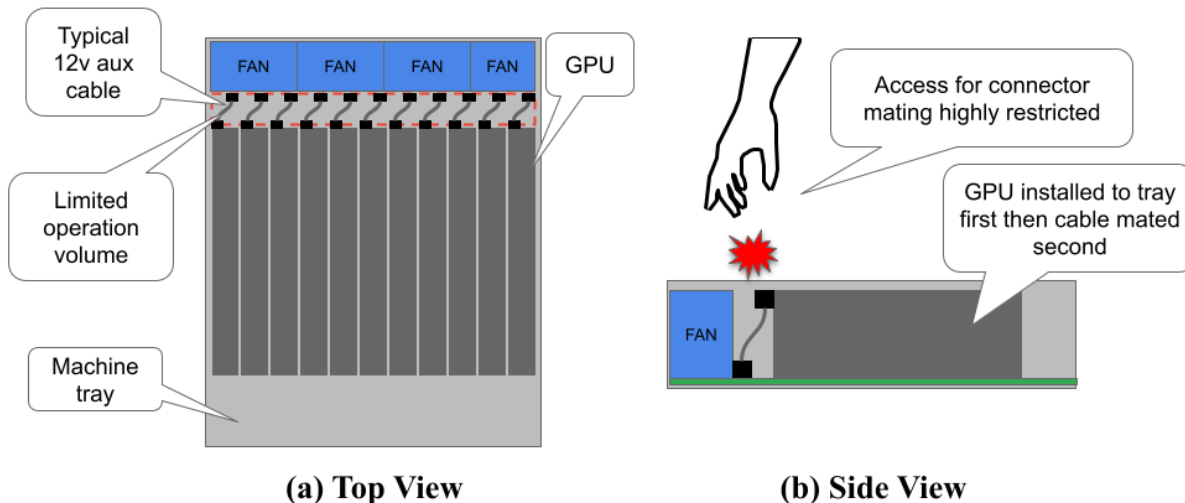 Typical
12v aux
cable
FAN
FAN
FAN
FAN
GPU
Limited
operation
volume
Machine
tray
(a) Top View
Access for connector
mating highly restricted
GPU installed to tray
first then cable mated
second
FAN
(b) Side View